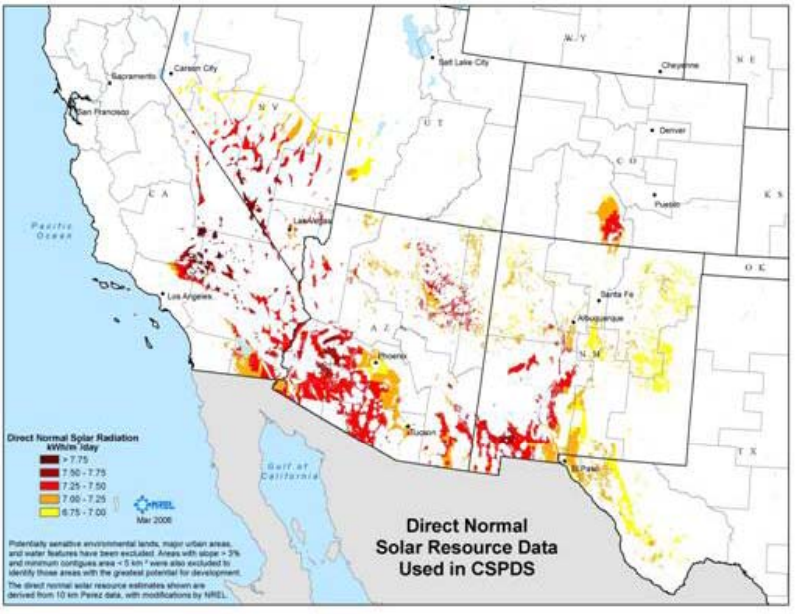 W Y
Carson City
Salt Lake City
Cheyenne
N E
Sacramento
San Francisco
N V
U T
Denver
C O
Pueblo
K S
C A
Las Vegas
Pacific
Ocean
O K
Los Angeles
Santa Fe
Albuquerque
A Z
N M
Phoenix
Tucson
El Paso
T X
Gulf of
California
Direct Normal Solar Radiation
kWh/m²/day
> 7.75
7.50 - 7.75
7.25 - 7.50
7.00 - 7.25
6.75 - 7.00
NREL
Mar 2006
Direct Normal
Solar Resource Data
Used in CSPDS
Potentially sensitive environmental lands, major urban areas,
and water features have been excluded. Areas with slope > 3%
and minimum contigues area < 5 km² were also excluded to
identify those areas with the greatest potential for development.
The direct normal solar resource estimates shown are
derived from 10 km Perez data, with modifications by NREL.